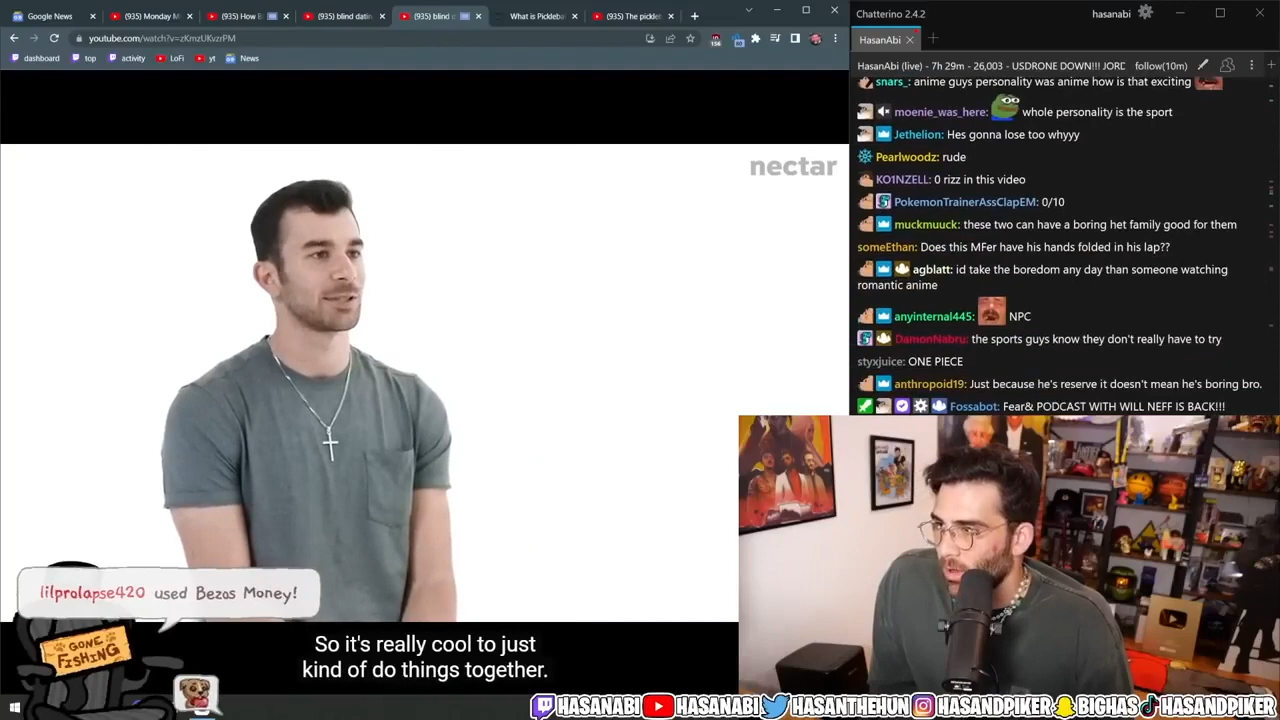 Google News
(935) Monday M
(935) How B
(935) blind datin
(935) blind d
What is Pickleba
(935) The pickle
youtube.com/watch?v=zKmzUKvzrPM
dashboard
top
activity
LoFi
yt
News
nectar
lilprolapse420 used Bezos Money!
GONE
FISHING
So it's really cool to just
kind of do things together.
Chatterino 2.4.2
hasanabi
HasanAbi
HasanAbi (live) - 7h 29m - 26,003 - USDRONE DOWN!!! JORD
follow(10m)
snars_: anime guys personality was anime how is that exciting
moenie_was_here: whole personality is the sport
Jethelion: Hes gonna lose too whyyy
Pearlwoodz: rude
KO1NZELL: 0 rizz in this video
PokemonTrainerAssClapEM: 0/10
muckmuuck: these two can have a boring het family good for them
someEthan: Does this MFer have his hands folded in his lap??
agblatt: id take the boredom any day than someone watching
romantic anime
anyinternal445: NPC
DamonNabru: the sports guys know they don't really have to try
styxjuice: ONE PIECE
anthropoid19: Just because he's reserve it doesn't mean he's boring bro.
Fossabot: Fear& PODCAST WITH WILL NEFF IS BACK!!!
HASANABI
HASANABI
HASANTHEHUN
HASANDPIKER
BIGHAS
HASANDPIKER